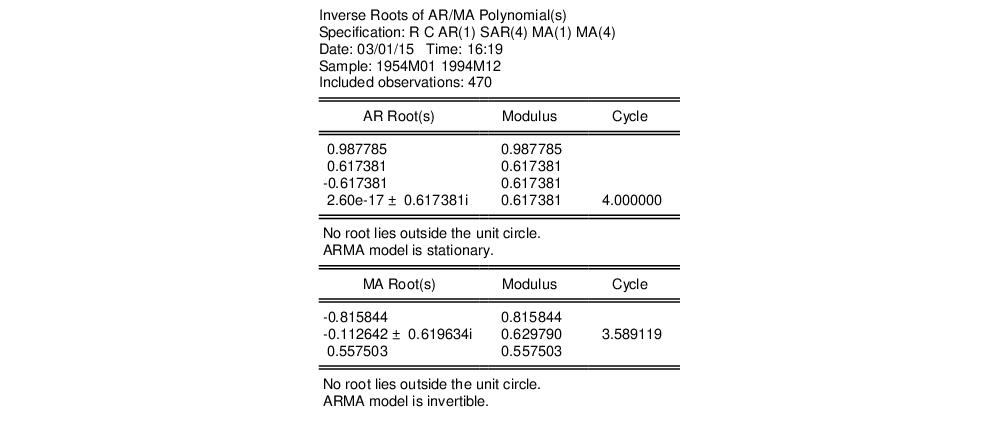 Inverse Roots of AR/MA Polynomial(s)
Specification: R C AR(1) SAR(4) MA(1) MA(4)
Date: 03/01/15 Time: 16:19
Sample: 1954M01 1994M12
Included observations: 470
AR Root(s) Modulus Cycle
0.987785 0.987785
0.617381 0.617381
-0.617381 0.617381
2.60e-17 ± 0.617381i 0.617381 4.000000
No root lies outside the unit circle.
ARMA model is stationary.
MA Root(s) Modulus Cycle
-0.815844 0.815844
-0.112642 ± 0.619634i 0.629790 3.589119
0.557503 0.557503
No root lies outside the unit circle.
ARMA model is invertible.